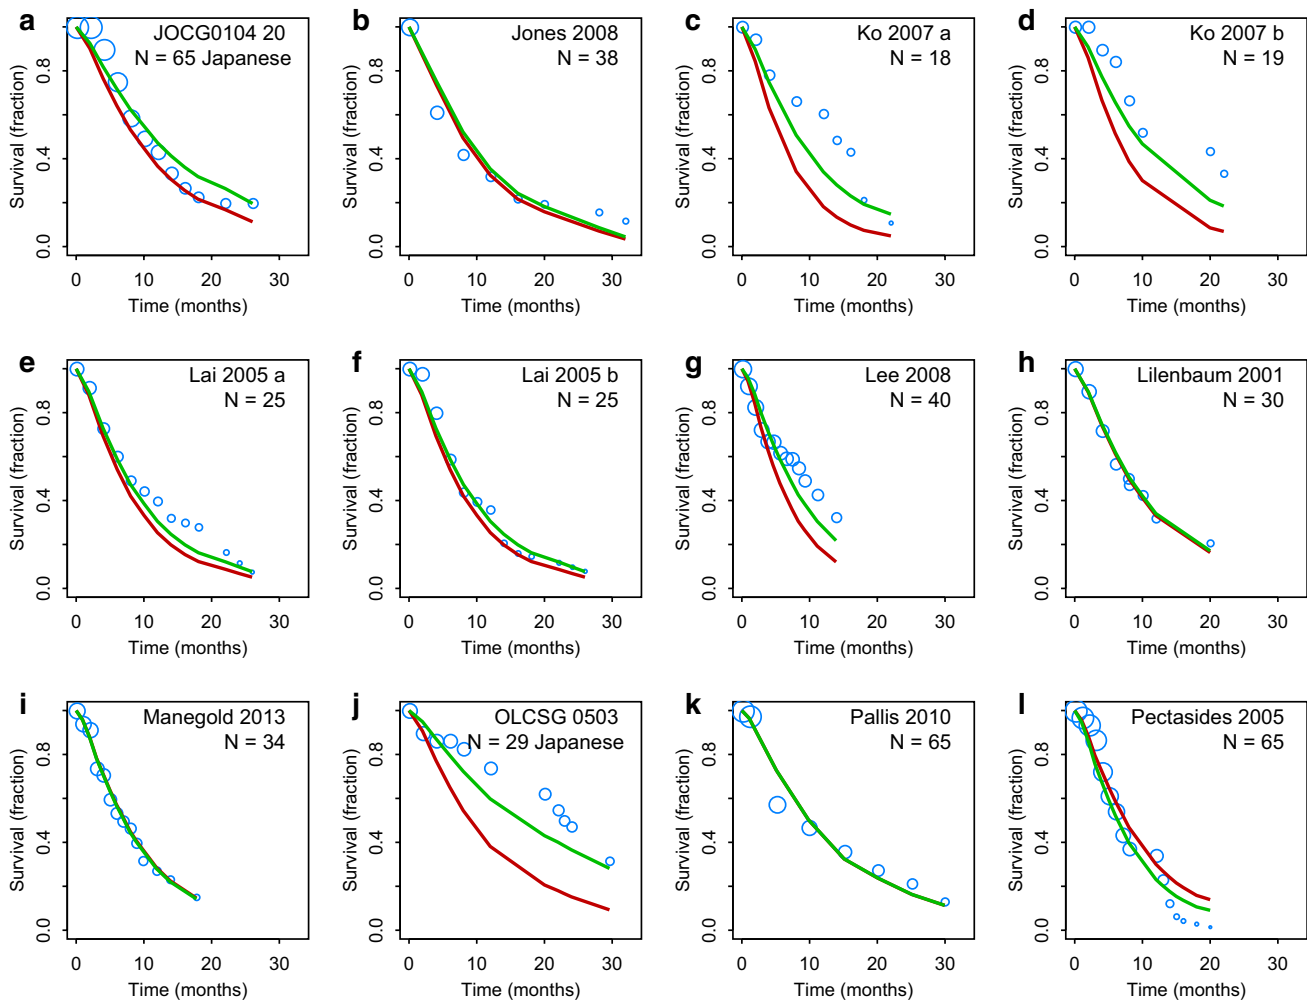 a
JOCG0104 20
N = 65 Japanese
Survival (fraction)
0.0
0.4
0.8
0 10 20 30
Time (months)
b
Jones 2008
N = 38
Survival (fraction)
0.0
0.4
0.8
0 10 20 30
Time (months)
c
Ko 2007 a
N = 18
Survival (fraction)
0.0
0.4
0.8
0 10 20 30
Time (months)
d
Ko 2007 b
N = 19
Survival (fraction)
0.0
0.4
0.8
0 10 20 30
Time (months)
e
Lai 2005 a
N = 25
Survival (fraction)
0.0
0.4
0.8
0 10 20 30
Time (months)
f
Lai 2005 b
N = 25
Survival (fraction)
0.0
0.4
0.8
0 10 20 30
Time (months)
g
Lee 2008
N = 40
Survival (fraction)
0.0
0.4
0.8
0 10 20 30
Time (months)
h
Lilenbaum 2001
N = 30
Survival (fraction)
0.0
0.4
0.8
0 10 20 30
Time (months)
i
Manegold 2013
N = 34
Survival (fraction)
0.0
0.4
0.8
0 10 20 30
Time (months)
j
OLCSG 0503
N = 29 Japanese
Survival (fraction)
0.0
0.4
0.8
0 10 20 30
Time (months)
k
Pallis 2010
N = 65
Survival (fraction)
0.0
0.4
0.8
0 10 20 30
Time (months)
l
Pectasides 2005
N = 65
Survival (fraction)
0.0
0.4
0.8
0 10 20 30
Time (months)